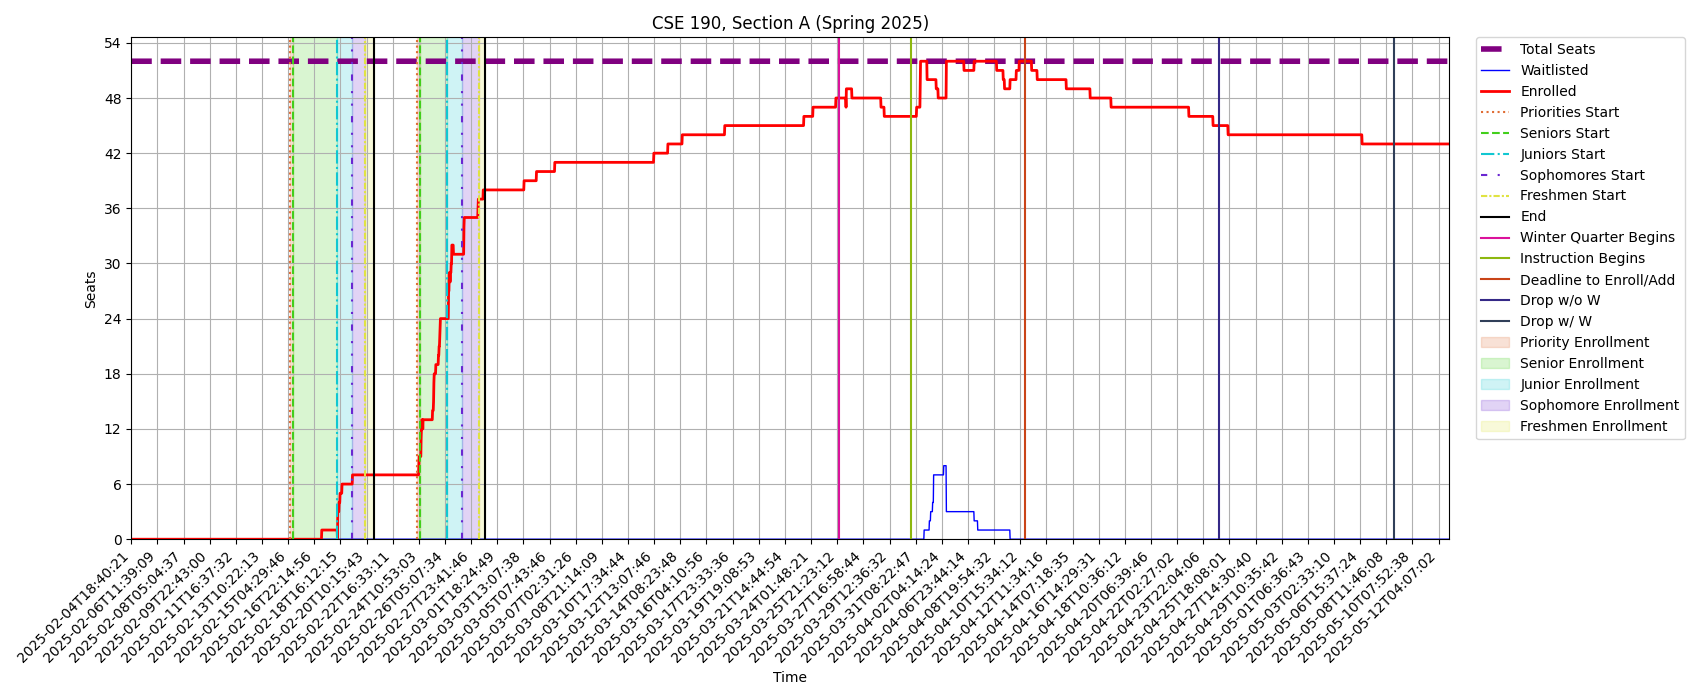 CSE 190, Section A (Spring 2025)
Seats
54
48
42
36
30
24
18
12
6
0
2025-02-04T18:40:21
2025-02-06T11:39:09
2025-02-08T05:04:37
2025-02-09T22:43:00
2025-02-11T16:37:32
2025-02-13T10:22:13
2025-02-15T04:29:46
2025-02-16T22:14:56
2025-02-18T16:12:15
2025-02-20T10:15:43
2025-02-22T16:33:11
2025-02-24T10:53:03
2025-02-26T05:07:34
2025-02-27T23:41:46
2025-03-01T18:24:49
2025-03-03T13:07:38
2025-03-05T07:43:46
2025-03-07T02:31:26
2025-03-08T21:14:09
2025-03-10T17:34:44
2025-03-12T13:07:46
2025-03-14T08:23:48
2025-03-16T04:10:56
2025-03-17T23:33:36
2025-03-19T19:08:53
2025-03-21T14:44:54
2025-03-24T01:48:21
2025-03-25T21:23:12
2025-03-27T16:58:44
2025-03-29T12:36:32
2025-03-31T08:22:47
2025-04-02T04:14:24
2025-04-06T23:44:14
2025-04-08T19:54:32
2025-04-10T15:34:12
2025-04-12T11:34:16
2025-04-14T07:18:35
2025-04-16T14:29:31
2025-04-18T10:36:12
2025-04-20T06:39:46
2025-04-22T02:27:02
2025-04-23T22:04:06
2025-04-25T18:08:01
2025-04-27T14:30:40
2025-04-29T10:35:42
2025-05-01T06:36:43
2025-05-03T02:33:10
2025-05-06T15:37:24
2025-05-08T11:46:08
2025-05-10T07:52:38
2025-05-12T04:07:02
Time
Total Seats
Waitlisted
Enrolled
Priorities Start
Seniors Start
Juniors Start
Sophomores Start
Freshmen Start
End
Winter Quarter Begins
Instruction Begins
Deadline to Enroll/Add
Drop w/o W
Drop w/ W
Priority Enrollment
Senior Enrollment
Junior Enrollment
Sophomore Enrollment
Freshmen Enrollment